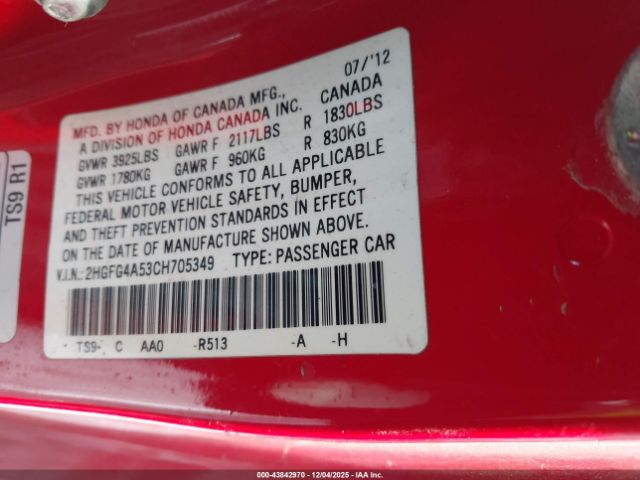 MFD. BY HONDA OF CANADA MFG., 07/'12
A DIVISION OF HONDA CANADA INC. CANADA
GVWR 3925LBS GAWR F 2117LBS R 1830LBS
GVWR 1780KG GAWR F 960KG R 830KG
THIS VEHICLE CONFORMS TO ALL APPLICABLE
FEDERAL MOTOR VEHICLE SAFETY, BUMPER,
AND THEFT PREVENTION STANDARDS IN EFFECT
ON THE DATE OF MANUFACTURE SHOWN ABOVE.
V.I.N.: 2HGFG4A53CH705349 TYPE: PASSENGER CAR
TS9- C AA0 -R513 -A -H
TS9 R1
000-43842970 - 12/04/2025 - IAA, Inc.